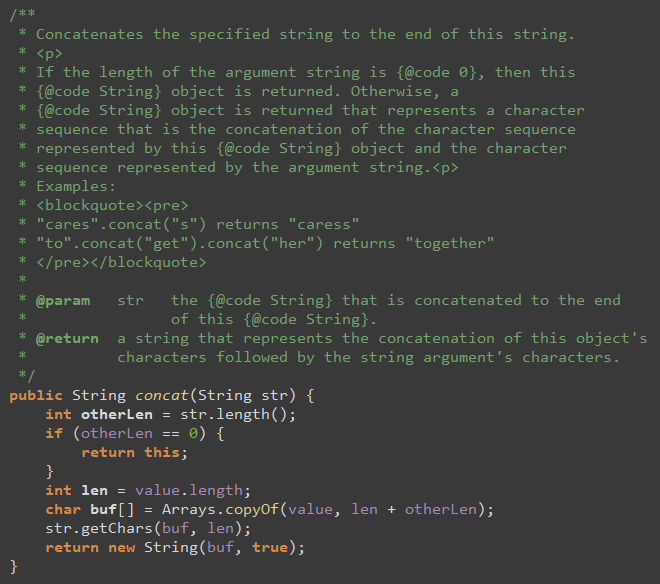 /**
 * Concatenates the specified string to the end of this string.
 * <p>
 * If the length of the argument string is {@code 0}, then this
 * {@code String} object is returned. Otherwise, a
 * {@code String} object is returned that represents a character
 * sequence that is the concatenation of the character sequence
 * represented by this {@code String} object and the character
 * sequence represented by the argument string.<p>
 * Examples:
 * <blockquote><pre>
 * "cares".concat("s") returns "caress"
 * "to".concat("get").concat("her") returns "together"
 * </pre></blockquote>
 *
 * @param   str   the {@code String} that is concatenated to the end
 *                of this {@code String}.
 * @return  a string that represents the concatenation of this object's
 *          characters followed by the string argument's characters.
 */
public String concat(String str) {
    int otherLen = str.length();
    if (otherLen == 0) {
        return this;
    }
    int len = value.length;
    char buf[] = Arrays.copyOf(value, len + otherLen);
    str.getChars(buf, len);
    return new String(buf, true);
}